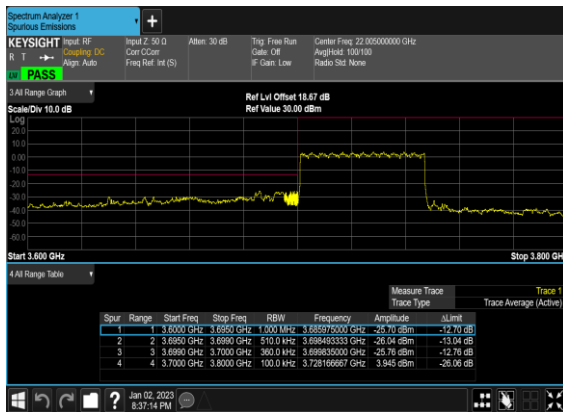 Spectrum Analyzer 1
Spurious Emissions
KEYSIGHT Input: RF Input Z: 50 Ω Atten: 30 dB Trig: Free Run Center Freq: 22.005000000 GHz
R T Coupling: DC Corr CCorr Gate: Off Avg|Hold: 100/100
Align: Auto Freq Ref: Int (S) IF Gain: Low Radio Std: None
PASS
3 All Range Graph
Ref Lvl Offset 18.67 dB
Scale/Div 10.0 dB Ref Value 30.00 dBm
Log
20.0
10.0
0.00
-10.0
-20.0
-30.0
-40.0
-50.0
-60.0
Start 3.600 GHz Stop 3.800 GHz
4 All Range Table
Measure Trace Trace 1
Trace Type Trace Average (Active)
Spur Range Start Freq Stop Freq RBW Frequency Amplitude ΔLimit
1 1 3.6000 GHz 3.6950 GHz 1.000 MHz 3.685975000 GHz -25.70 dBm -12.70 dB
2 2 3.6950 GHz 3.6990 GHz 510.0 kHz 3.698493333 GHz -26.04 dBm -13.04 dB
3 3 3.6990 GHz 3.7000 GHz 360.0 kHz 3.699835000 GHz -25.76 dBm -12.76 dB
4 4 3.7000 GHz 3.8000 GHz 100.0 kHz 3.728166667 GHz 3.945 dBm -26.06 dB
? Jan 02, 2023
8:37:14 PM